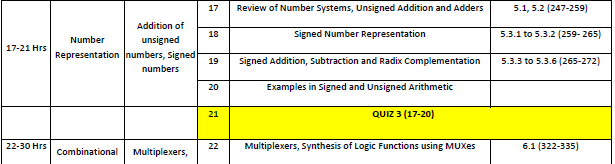 17 Review of Number Systems, Unsigned Addition and Adders 5.1, 5.2 (247-259)
17-21 Hrs Number Representation Addition of unsigned numbers, Signed numbers
18 Signed Number Representation 5.3.1 to 5.3.2 (259- 265)
19 Signed Addition, Subtraction and Radix Complementation 5.3.3 to 5.3.6 (265-272)
20 Examples in Signed and Unsigned Arithmetic
21 QUIZ 3 (17-20)
22-30 Hrs Combinational Multiplexers, 22 Multiplexers, Synthesis of Logic Functions using MUXes 6.1 (322-335)